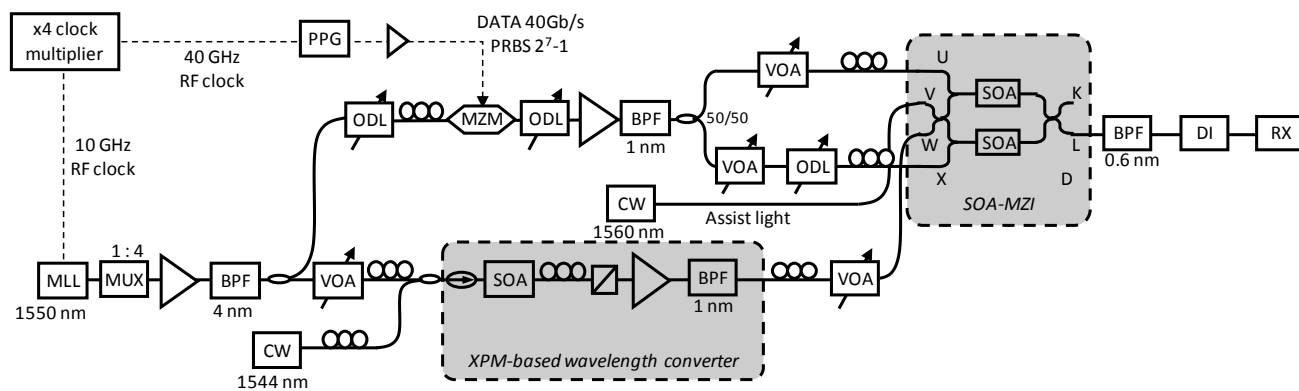 x4 clock
multiplier
40 GHz
RF clock
PPG
DATA 40Gb/s
PRBS 2⁷-1
10 GHz
RF clock
ODL
MZM
ODL
BPF
1 nm
50/50
VOA
VOA
ODL
U
V
W
X
SOA
SOA
K
L
D
SOA-MZI
BPF
0.6 nm
DI
RX
CW
1560 nm
Assist light
MLL
1550 nm
1 : 4
MUX
BPF
4 nm
VOA
CW
1544 nm
SOA
BPF
1 nm
XPM-based wavelength converter
VOA